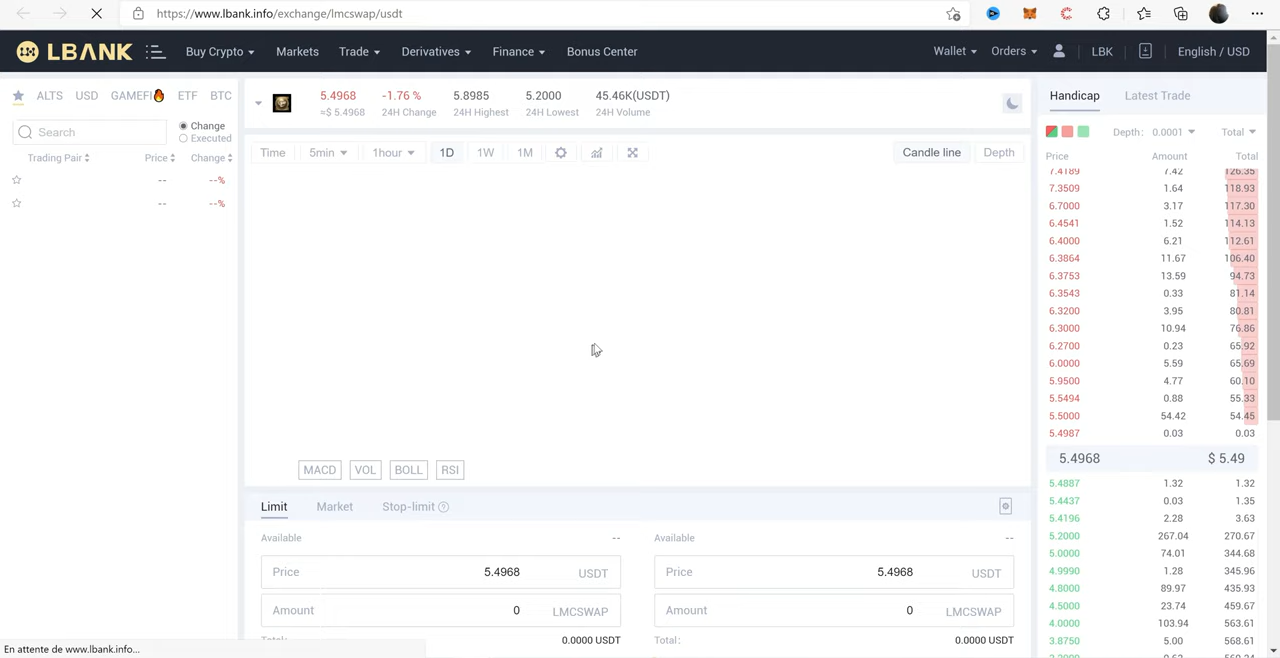 https://www.lbank.info/exchange/lmcswap/usdt
LBANK Buy Crypto Markets Trade Derivatives Finance Bonus Center Wallet Orders LBK English / USD
ALTS USD GAMEFI ETF BTC
Search
Change
Executed
Trading Pair Price Change
-- --%
-- --%
5.4968 -1.76 % 5.8985 5.2000 45.46K(USDT)
≈$ 5.4968 24H Change 24H Highest 24H Lowest 24H Volume
Time 5min 1hour 1D 1W 1M Candle line Depth
MACD VOL BOLL RSI
Limit Market Stop-limit ?
Available -- Available --
Price 5.4968 USDT Price 5.4968 USDT
Amount 0 LMCSWAP Amount 0 LMCSWAP
Total: 0.0000 USDT Total: 0.0000 USDT
Handicap Latest Trade
Depth: 0.0001 Total
Price Amount Total
7.4189 7.42 126.35
7.3509 1.64 118.93
6.7000 3.17 117.30
6.4541 1.52 114.13
6.4000 6.21 112.61
6.3864 11.67 106.40
6.3753 13.59 94.73
6.3543 0.33 81.14
6.3200 3.95 80.81
6.3000 10.94 76.86
6.2700 0.23 65.92
6.0000 5.59 65.69
5.9500 4.77 60.10
5.5494 0.88 55.33
5.5000 54.42 54.45
5.4987 0.03 0.03
5.4968 $ 5.49
5.4887 1.32 1.32
5.4437 0.03 1.35
5.4196 2.28 3.63
5.2000 267.04 270.67
5.0000 74.01 344.68
4.9990 1.28 345.96
4.8000 89.97 435.93
4.5000 23.74 459.67
4.0000 103.94 563.61
3.8750 5.00 568.61
En attente de www.lbank.info...